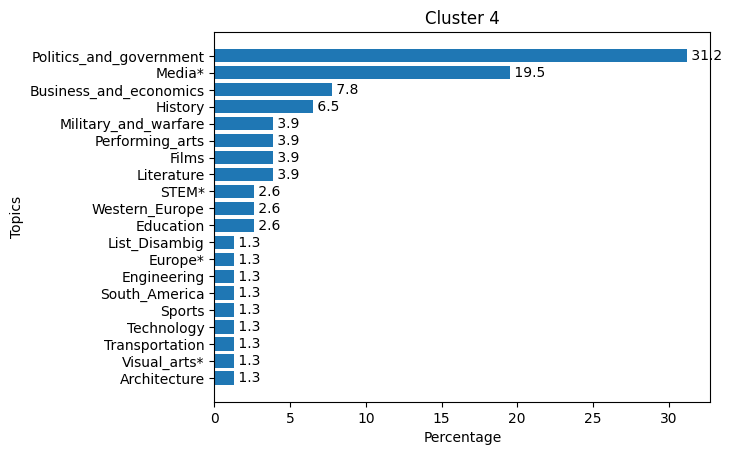 Cluster 4
Topics
Politics_and_government 31.2
Media* 19.5
Business_and_economics 7.8
History 6.5
Military_and_warfare 3.9
Performing_arts 3.9
Films 3.9
Literature 3.9
STEM* 2.6
Western_Europe 2.6
Education 2.6
List_Disambig 1.3
Europe* 1.3
Engineering 1.3
South_America 1.3
Sports 1.3
Technology 1.3
Transportation 1.3
Visual_arts* 1.3
Architecture 1.3
0 5 10 15 20 25 30
Percentage